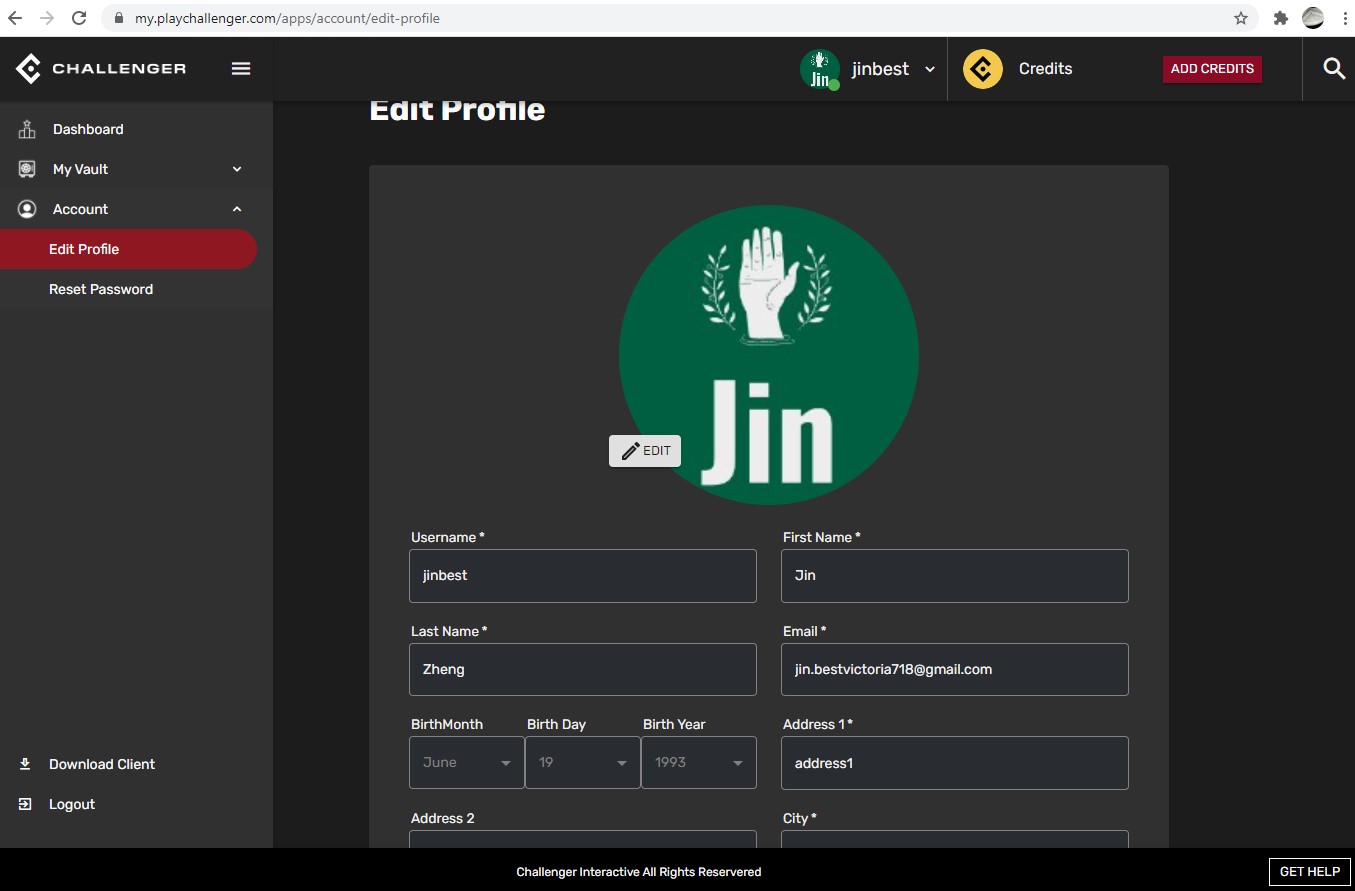 my.playchallenger.com/apps/account/edit-profile
CHALLENGER
Jin
jinbest
Credits
ADD CREDITS
Dashboard
My Vault
Account
Edit Profile
Reset Password
Download Client
Logout
Edit Profile
Jin
EDIT
Username * First Name *
jinbest Jin
Last Name * Email *
Zheng jin.bestvictoria718@gmail.com
BirthMonth Birth Day Birth Year Address 1 *
June 19 1993 address1
Address 2 City *
Challenger Interactive All Rights Reservered
GET HELP